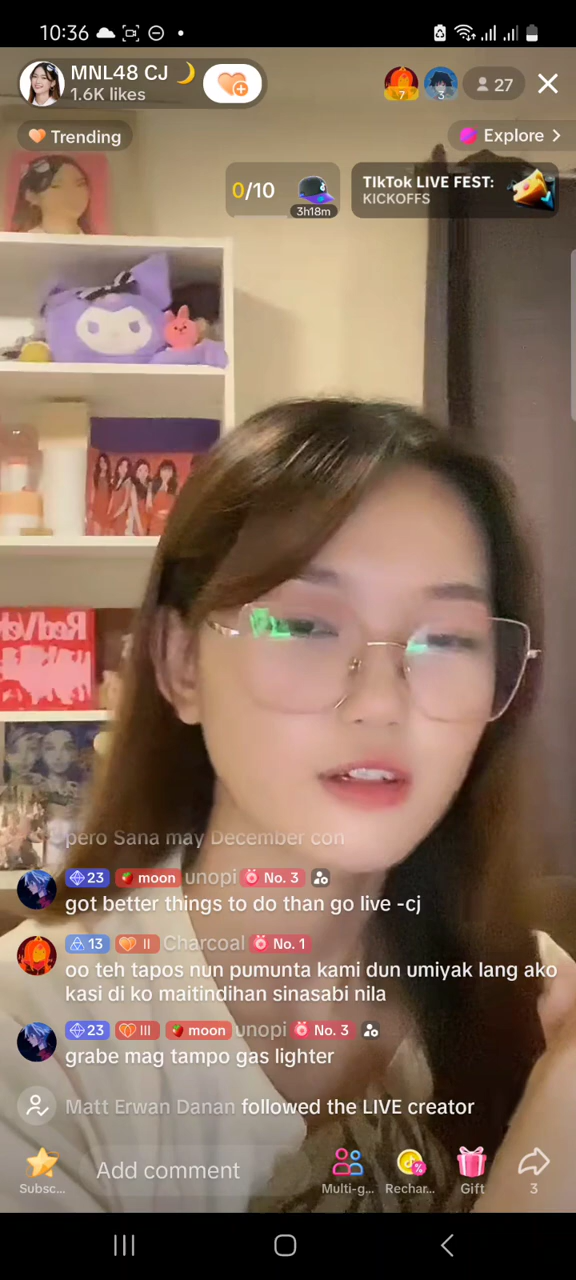 10:36
MNL48 CJ 🌙
1.6K likes
7
3
27
Trending
Explore >
0/10
3h18m
TikTok LIVE FEST:
KICKOFFS
RedVel
pero Sana may December con
23 moon unopi No. 3
got better things to do than go live -cj
13 II Charcoal No. 1
oo teh tapos nun pumunta kami dun umiyak lang ako
kasi di ko maitindihan sinasabi nila
23 III moon unopi No. 3
grabe mag tampo gas lighter
Matt Erwan Danan followed the LIVE creator
Subsc...
Add comment
Multi-g...
Rechar...
Gift
3